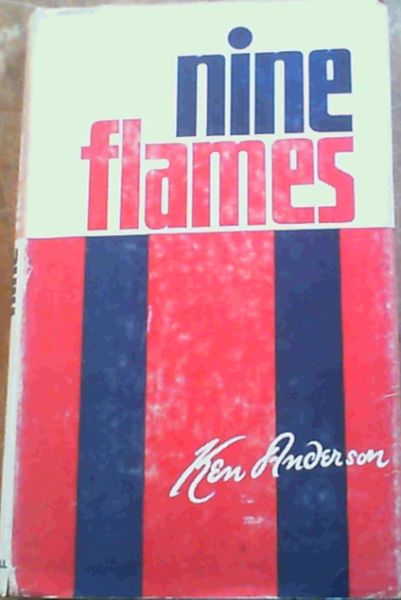 nine
flames
Ken Anderson